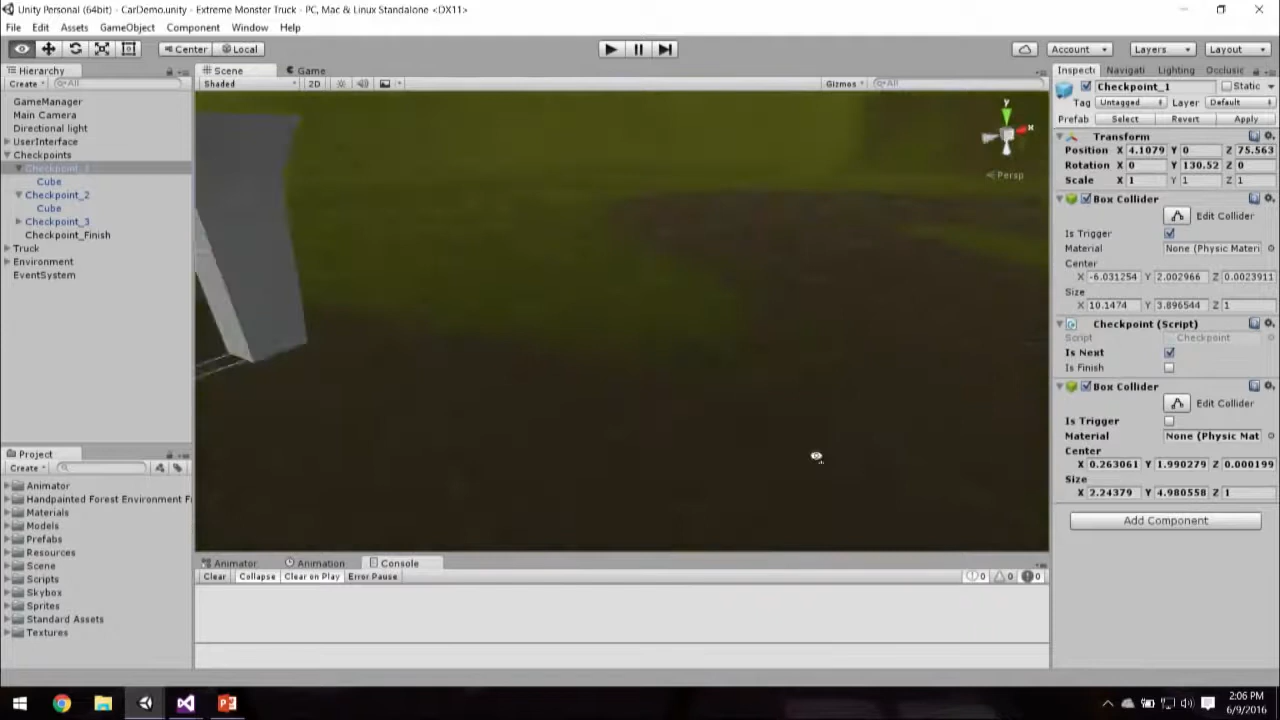 Unity Personal (64bit) - CarDemo.unity - Extreme Monster Truck - PC, Mac & Linux Standalone <DX11>
File Edit Assets GameObject Component Window Help
Center Local Account Layers Layout
Hierarchy Scene Game Inspecti Navigati Lighting Occlusic
Create All Shaded 2D Gizmos All Checkpoint_1 Static
Tag Untagged Layer Default
Prefab Select Revert Apply
GameManager
Main Camera
Directional light
UserInterface
Checkpoints
Checkpoint_1
Cube
Checkpoint_2
Cube
Checkpoint_3
Checkpoint_Finish
Truck
Environment
EventSystem
y
x
Persp
Transform
Position X 4.1079 Y 0 Z 75.563
Rotation X 0 Y 130.52 Z 0
Scale X 1 Y 1 Z 1
Box Collider
Edit Collider
Is Trigger
Material None (Physic Materi
Center
X -6.031254 Y 2.002966 Z 0.0023911
Size
X 10.1474 Y 3.896544 Z 1
Checkpoint (Script)
Script Checkpoint
Is Next
Is Finish
Box Collider
Edit Collider
Is Trigger
Material None (Physic Mat
Center
X 0.263061 Y 1.990279 Z 0.000199
Size
X 2.24379 Y 4.980558 Z 1
Add Component
Project
Create
Animator
Handpainted Forest Environment F
Materials
Models
Prefabs
Resources
Scene
Scripts
Skybox
Sprites
Standard Assets
Textures
Animator Animation Console
Clear Collapse Clear on Play Error Pause 0 0 0
2:06 PM
6/9/2016